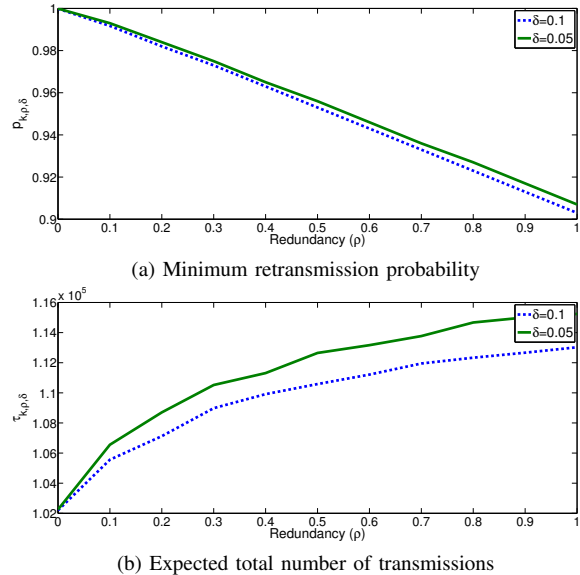 1
0.98
0.96
0.94
0.92
0.9
p_{k,ρ,δ}
δ=0.1
δ=0.05
0 0.1 0.2 0.3 0.4 0.5 0.6 0.7 0.8 0.9 1
Redundancy (ρ)
(a) Minimum retransmission probability
x 10^5
1.16
1.14
1.12
1.1
1.08
1.06
1.04
1.02
τ_{k,ρ,δ}
δ=0.1
δ=0.05
0 0.1 0.2 0.3 0.4 0.5 0.6 0.7 0.8 0.9 1
Redundancy (ρ)
(b) Expected total number of transmissions